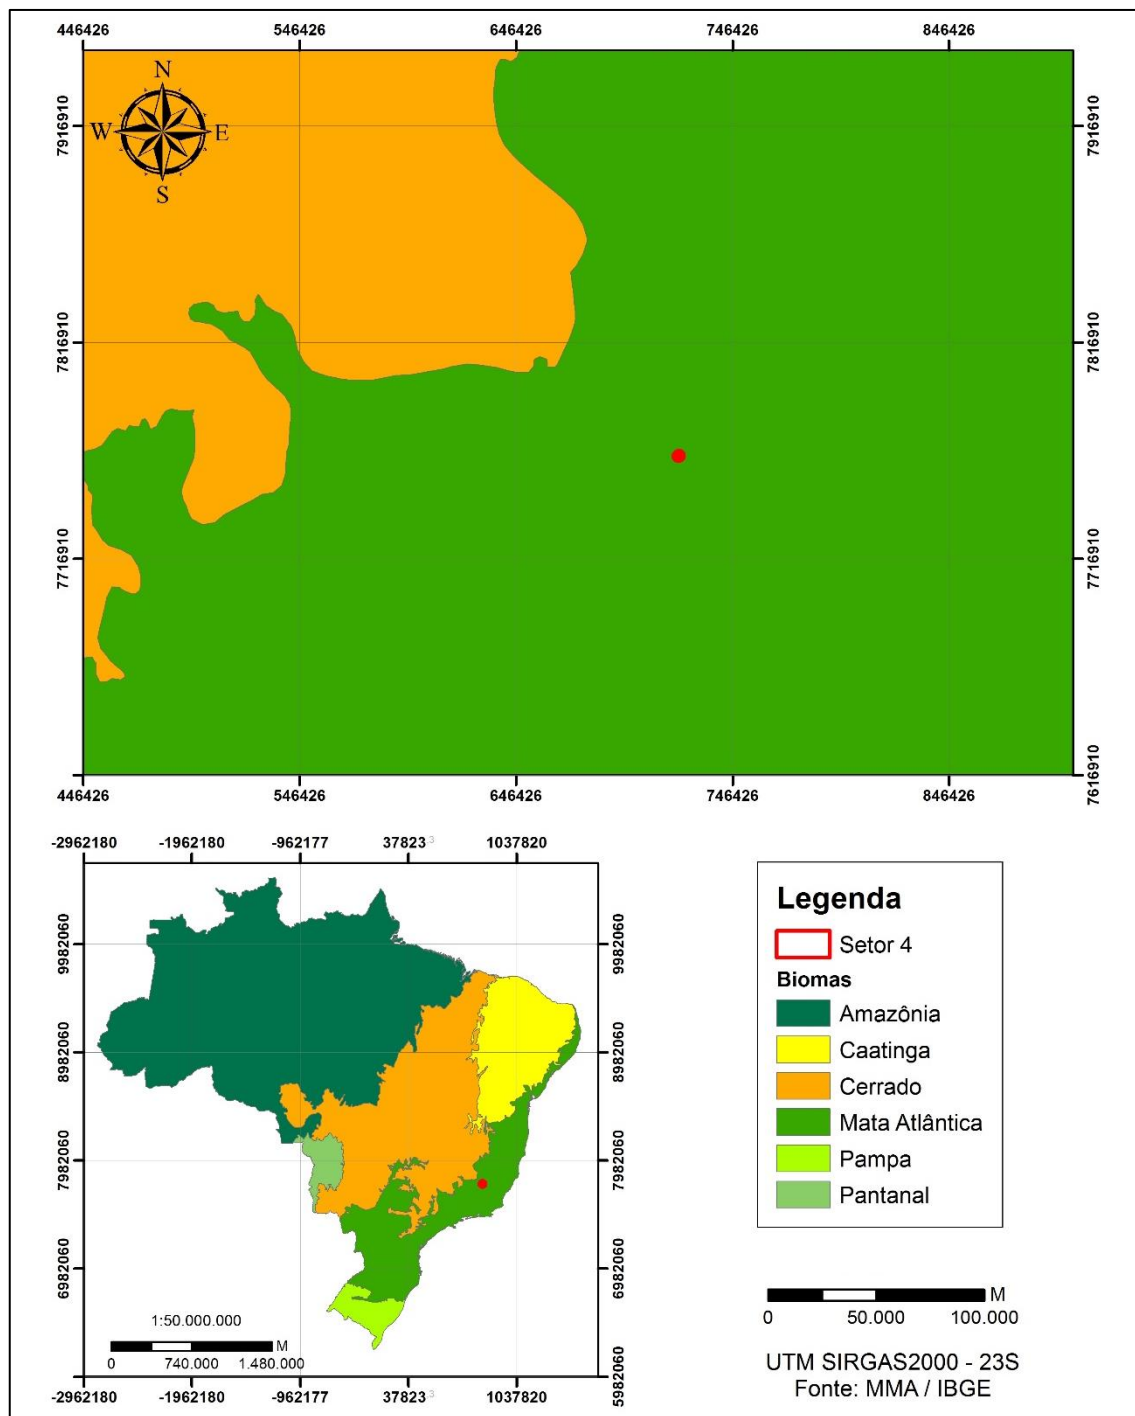 446426 546426 646426 746426 846426
N
W E
S
7916910 7916910
7816910 7816910
7716910 7716910
7616910
446426 546426 646426 746426 846426
-2962180 -1962180 -962177 37823,3 1037820
9982060 9982060
8982060 8982060
7982060 7982060
6982060 6982060
5982060
1:50.000.000
M
0 740.000 1.480.000
-2962180 -1962180 -962177 37823,3 1037820
Legenda
Setor 4
Biomas
Amazônia
Caatinga
Cerrado
Mata Atlântica
Pampa
Pantanal
M
0 50.000 100.000
UTM SIRGAS2000 - 23S
Fonte: MMA / IBGE